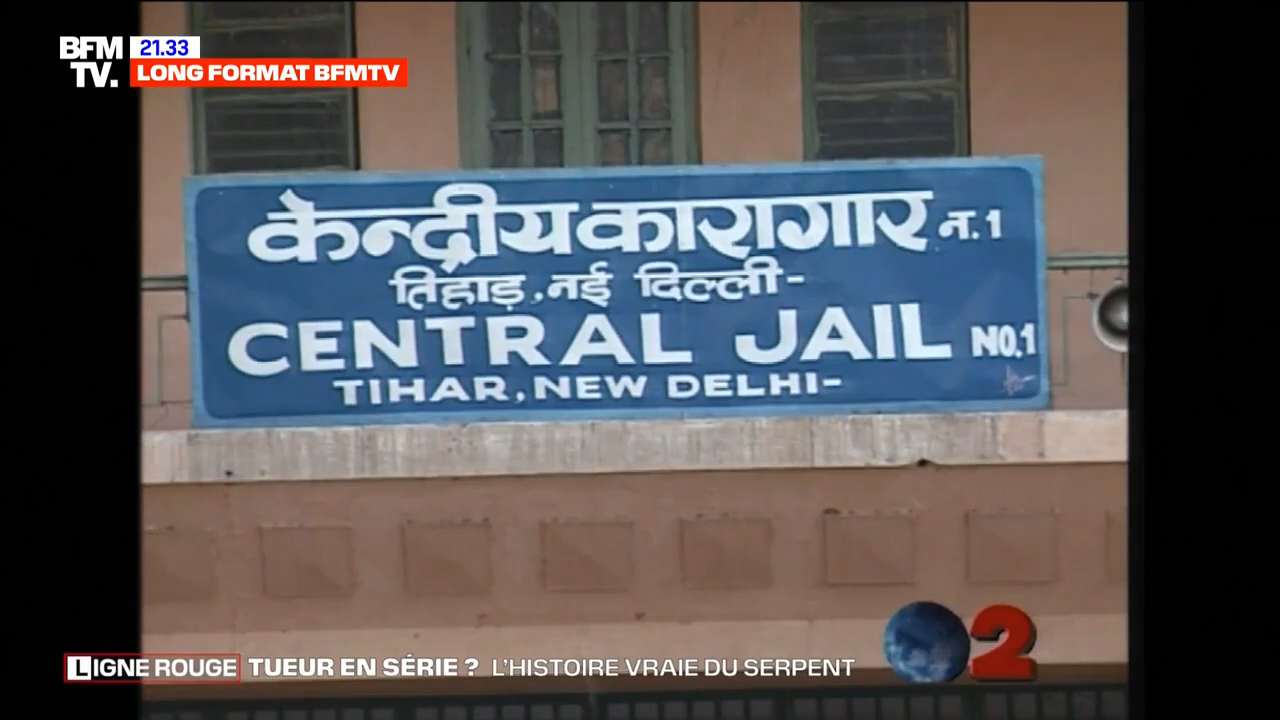 BFM
TV.
21.33
LONG FORMAT BFMTV
केन्द्रीय कारागार न. 1
तिहाड़, नई दिल्ली-
CENTRAL JAIL NO.1
TIHAR, NEW DELHI-
2
LIGNE ROUGE TUEUR EN SÉRIE ? L'HISTOIRE VRAIE DU SERPENT